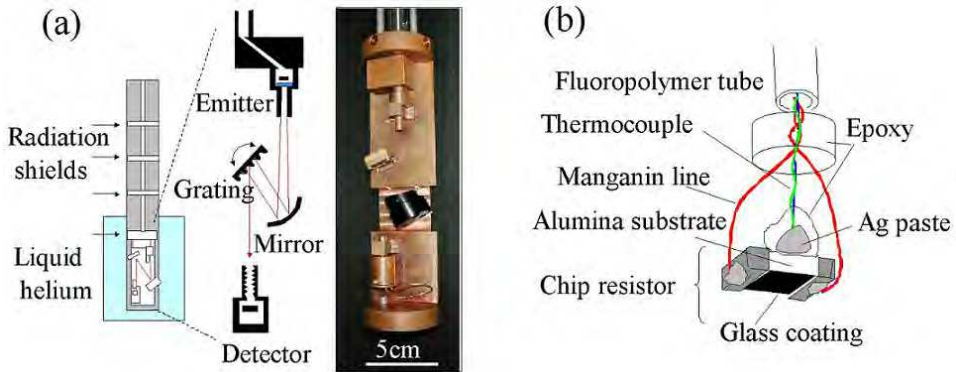 (a)
Radiation
shields
Liquid
helium
Emitter
Grating
Mirror
Detector
5cm
(b)
Fluoropolymer tube
Thermocouple
Epoxy
Manganin line
Alumina substrate
Ag paste
Chip resistor
Glass coating